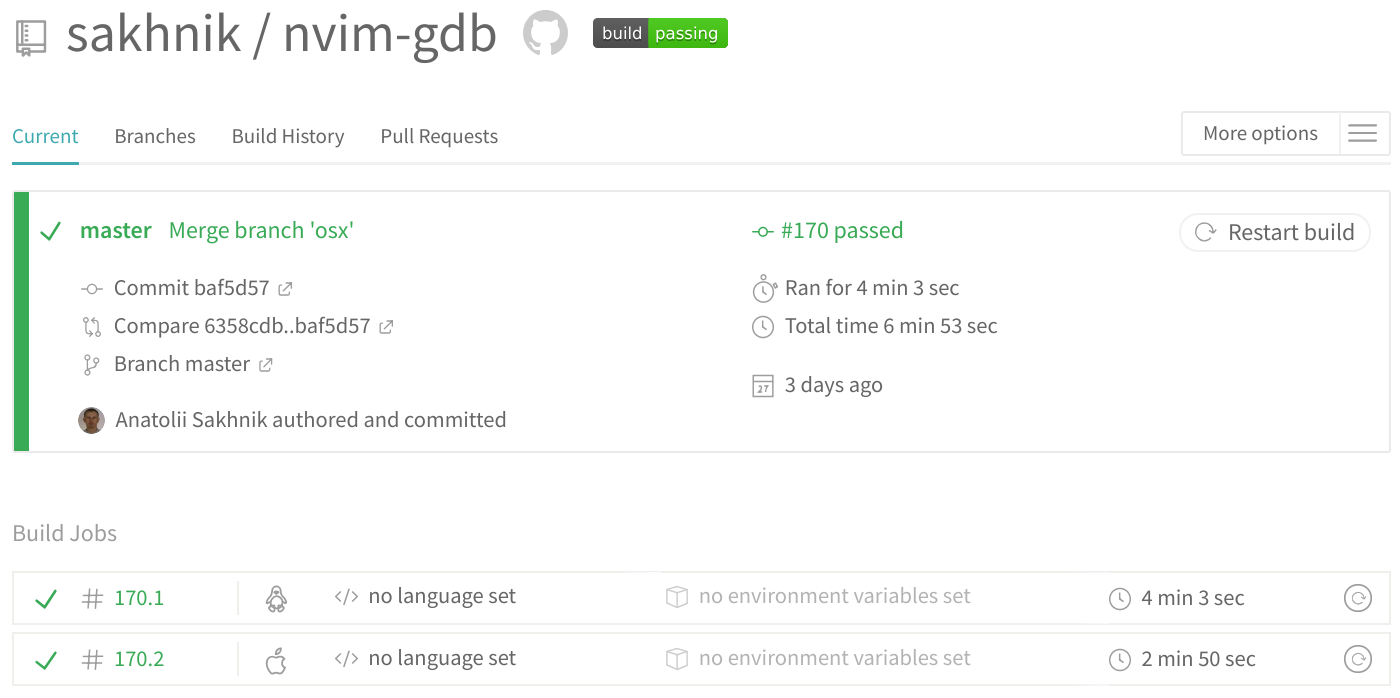 sakhnik / nvim-gdb build passing
Current Branches Build History Pull Requests More options
master Merge branch 'osx' #170 passed Restart build
Commit baf5d57 Ran for 4 min 3 sec
Compare 6358cdb..baf5d57 Total time 6 min 53 sec
Branch master
27 3 days ago
Anatolii Sakhnik authored and committed
Build Jobs
# 170.1 </> no language set no environment variables set 4 min 3 sec
# 170.2 </> no language set no environment variables set 2 min 50 sec